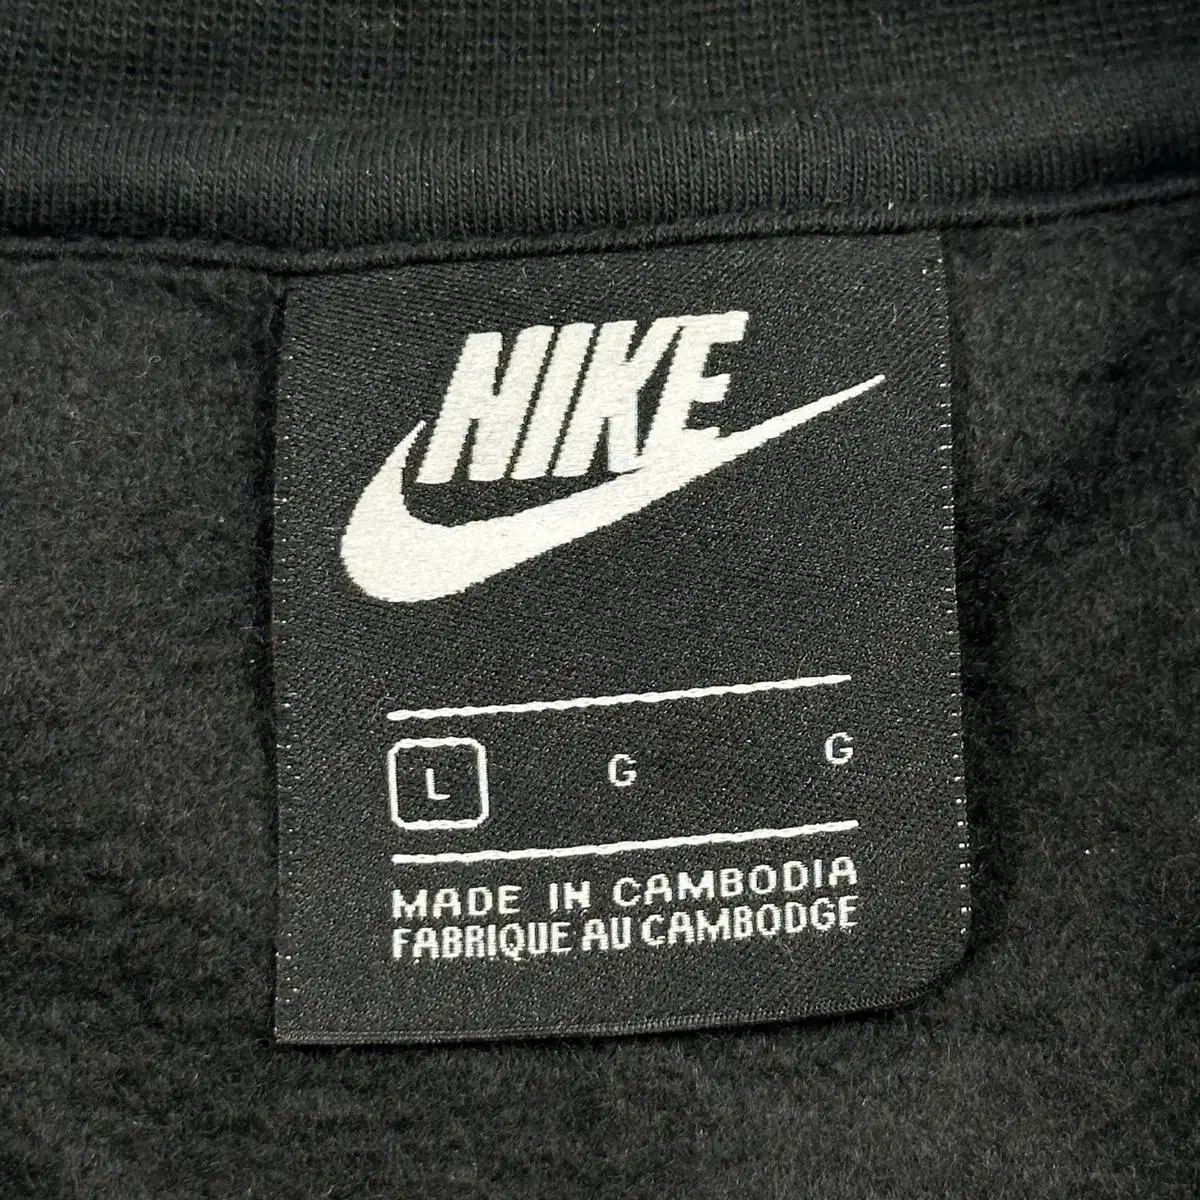 NIKE
L G G
MADE IN CAMBODIA
FABRIQUE AU CAMBODGE